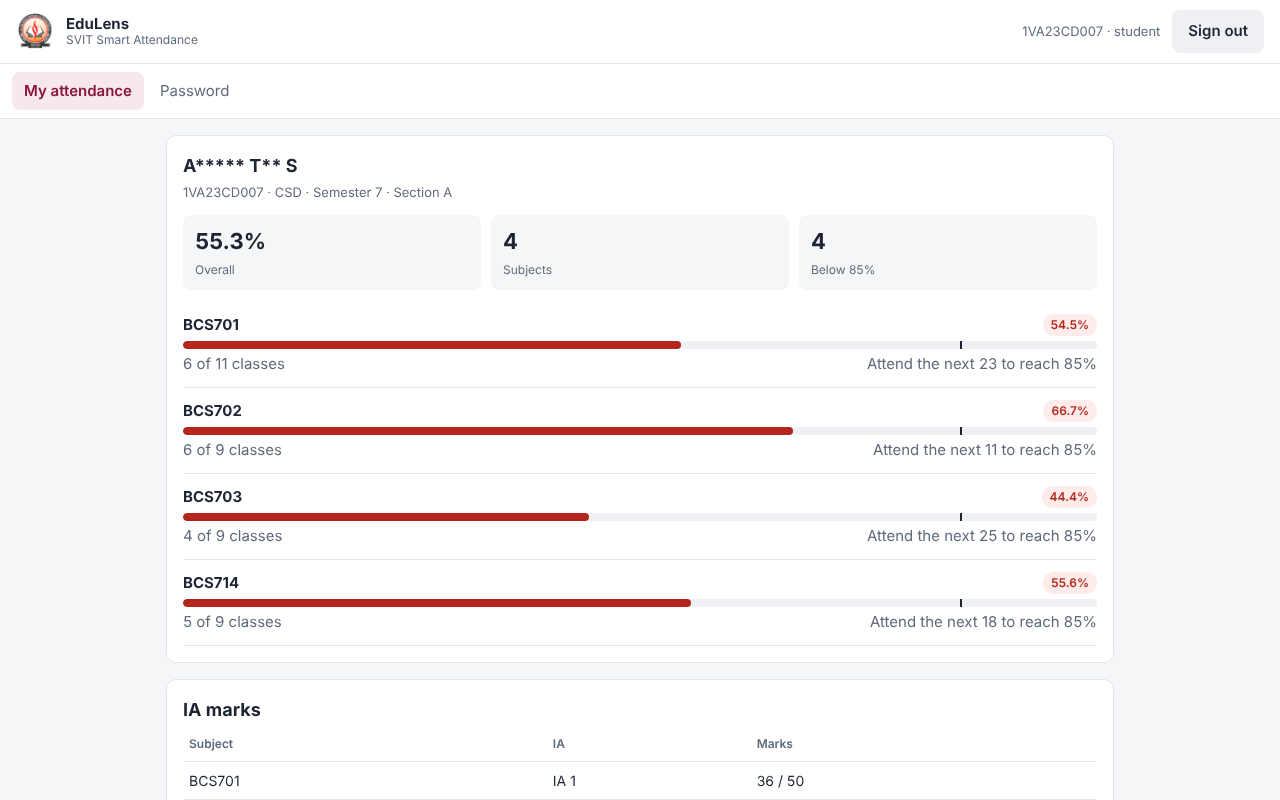 EduLens
SVIT Smart Attendance
1VA23CD007 · student
Sign out
My attendance
Password
A***** T** S
1VA23CD007 · CSD · Semester 7 · Section A
55.3%
Overall
4
Subjects
4
Below 85%
BCS701
54.5%
6 of 11 classes
Attend the next 23 to reach 85%
BCS702
66.7%
6 of 9 classes
Attend the next 11 to reach 85%
BCS703
44.4%
4 of 9 classes
Attend the next 25 to reach 85%
BCS714
55.6%
5 of 9 classes
Attend the next 18 to reach 85%
IA marks
Subject IA Marks
BCS701 IA 1 36 / 50